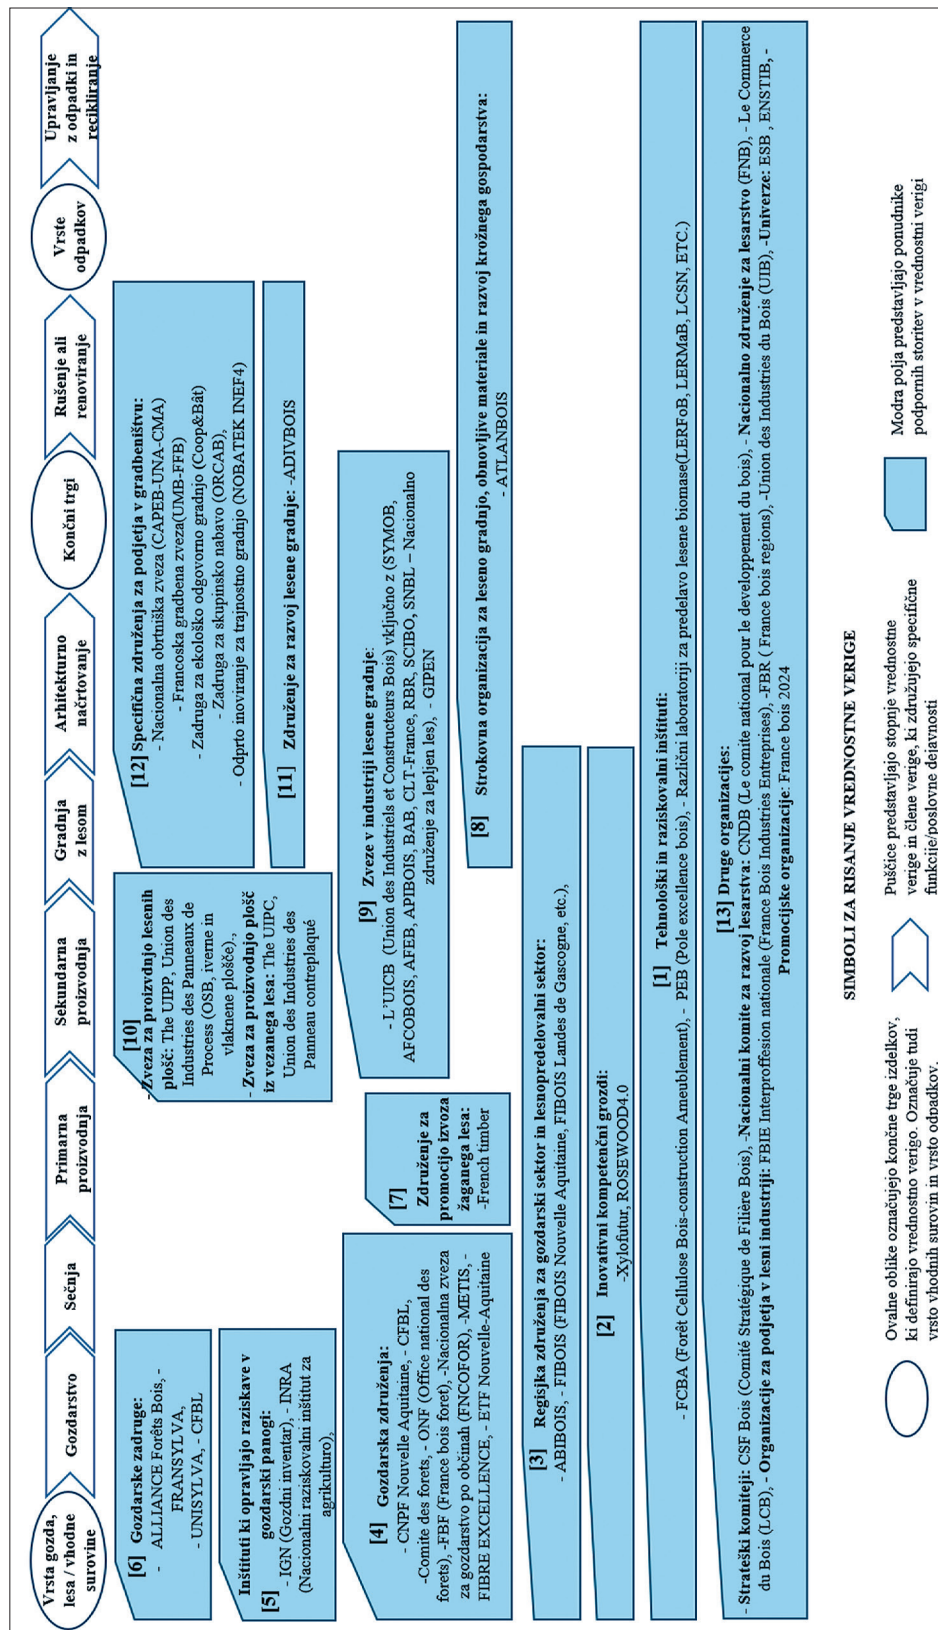 Vrsta gozda,
lesa / vhodne
surovine
Gozdarstvo
Sečnja
Primarna
proizvodnja
Sekundarna
proizvodnja
Gradnja
z lesom
Arhitekturno
načrtovanje
Končni trgi
Rušenje ali
renoviranje
Vrste
odpadkov
Upravljanje
z odpadki in
recikliranje
[6] Gozdarske zadruge:
- ALLIANCE Forêts Bois, -
FRANSYLVA,
- UNISYLVA, - CFBL
[10]
- Zveza za proizvdnjo lesenih
plošč: The UIPP, Union des
Industries des Panneaux de
Process (OSB, iverne in
vlaknene plošče).,
- Zveza za proizvodnjo plošč
iz vezanega lesa: The UIPC,
Union des Industries des
Panneau contreplaqué
[12] Specifična združenja za podjetja v gradbeništvu:
- Nacionalna obrtniška zveza (CAPEB-UNA-CMA)
- Francoska gradbena zveza(UMB-FFB)
- Zadruga za ekološko odgovorno gradnjo (Coop&Bât)
- Zadruga za skupinsko nabavo (ORCAB),
- Odprto inoviranje za trajnostno gradnjo (NOBATEK INEF4)
[11] Združenje za razvoj lesene gradnje: -ADIVBOIS
Inštituti ki opravljajo raziskave v
gozdarski panogi:
[5] - IGN (Gozdni inventar), - INRA
(Nacionalni raziskovalni inštitut za
agrikulturo),
[4] Gozdarska združenja:
- CNPF Nouvelle Aquitaine, - CFBL,
-Comite des forets, - ONF (Office national des
forets), -FBF (France bois foret), -Nacionalna zveza
za gozdarstvo po občinah (FNCOFOR), -METIS, -
FIBRE EXCELLENCE, - ETF Nouvelle-Aquitaine
[7] Združenje za
promocijo izvoza
žaganega lesa:
-French timber
[9] Zveze v industriji lesene gradnje:
- L'UICB (Union des Industriels et Constructeurs Bois) vključno z (SYMOB,
AFCOBOIS, AFEB, APIBOIS, BAB, CLT-France, RBR, SCIBO, SNBL – Nacionalno
združenje za lepljen les), - GIPEN
[8] Strokovna organizacija za leseno gradnjo, obnovljive materiale in razvoj krožnega gospodarstva:
- ATLANBOIS
[3] Regisjka združenja za gozdarski sektor in lesnopredelovalni sektor:
- ABIBOIS, - FIBOIS (FIBOIS Nouvelle Aquitaine, FIBOIS Landes de Gascogne, etc.),
[2] Inovativni kompetenčni grozdi:
-Xylofutur, ROSEWOOD4.0
[1] Tehnološki in raziskovalni inštituti:
- FCBA (Forêt Cellulose Bois-construction Ameublement), - PEB (Pole excellence bois), - Različni laboratoriji za predelavo lesene biomase(LERFoB, LERMaB, LCSN, ETC.)
[13] Druge organizacijes:
- Strateški komiteji: CSF Bois (Comité Stratégique de Filière Bois), -Nacionalni komite za razvoj lesarstva: CNDB (Le comite national pour le developpement du bois), - Nacionalno združenje za lesarstvo (FNB), - Le Commerce
du Bois (LCB), - Organizacije za podjetja v lesni industriji: FBIE Interproffesion nationale (France Bois Industries Entreprises), -FBR ( France bois regions), -Union des Industries du Bois (UIB), -Univerze: ESB , ENSTIB, -
Promocijske organizacije: France bois 2024
SIMBOLI ZA RISANJE VREDNOSTNE VERIGE
Ovalne oblike označujejo končne trge izdelkov,
ki definirajo vrednostno verigo. Označuje tudi
vrsto vhodnih surovin in vrsto odpadkov.
Puščice predstavljajo stopnje vrednostne
verige in člene verige, ki združujejo specifične
funkcije/poslovne dejavnosti
Modra polja predstavljajo ponudnike
podpornih storitev v vrednostni verigi